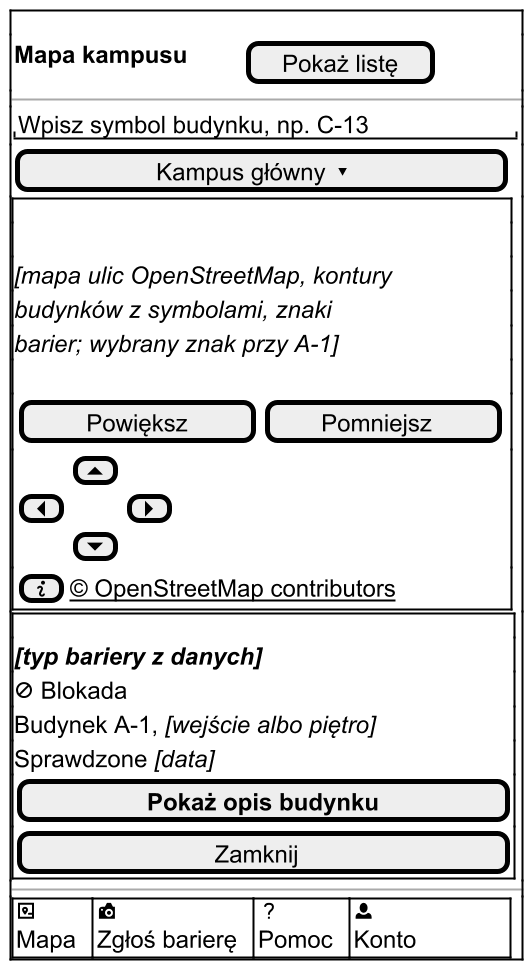 Mapa kampusu
Pokaż listę
Wpisz symbol budynku, np. C-13
Kampus główny ▾
[mapa ulic OpenStreetMap, kontury
budynków z symbolami, znaki
barier; wybrany znak przy A-1]
Powiększ
Pomniejsz
i © OpenStreetMap contributors
[typ bariery z danych]
⊘ Blokada
Budynek A-1, [wejście albo piętro]
Sprawdzone [data]
Pokaż opis budynku
Zamknij
?
Mapa Zgłoś barierę Pomoc Konto